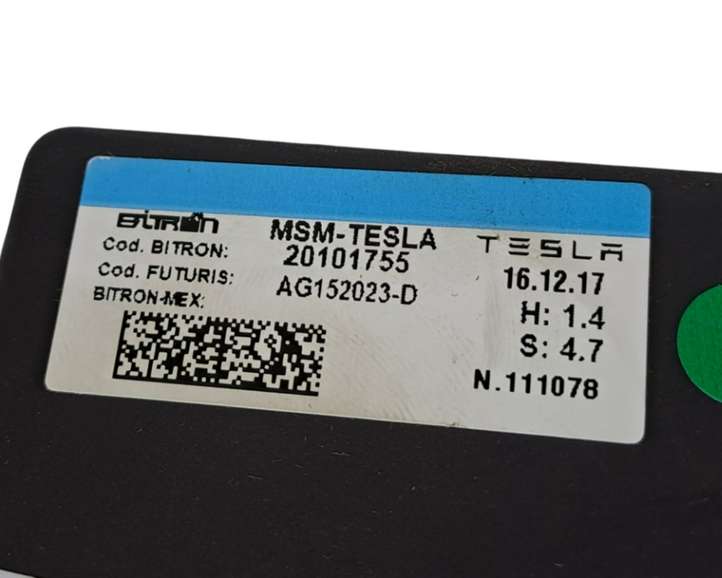 BITRON MSM-TESLA TESLA
Cod. BITRON: 20101755 16.12.17
Cod. FUTURIS: AG152023-D H: 1.4
BITRON-MEX: S: 4.7
N.111078